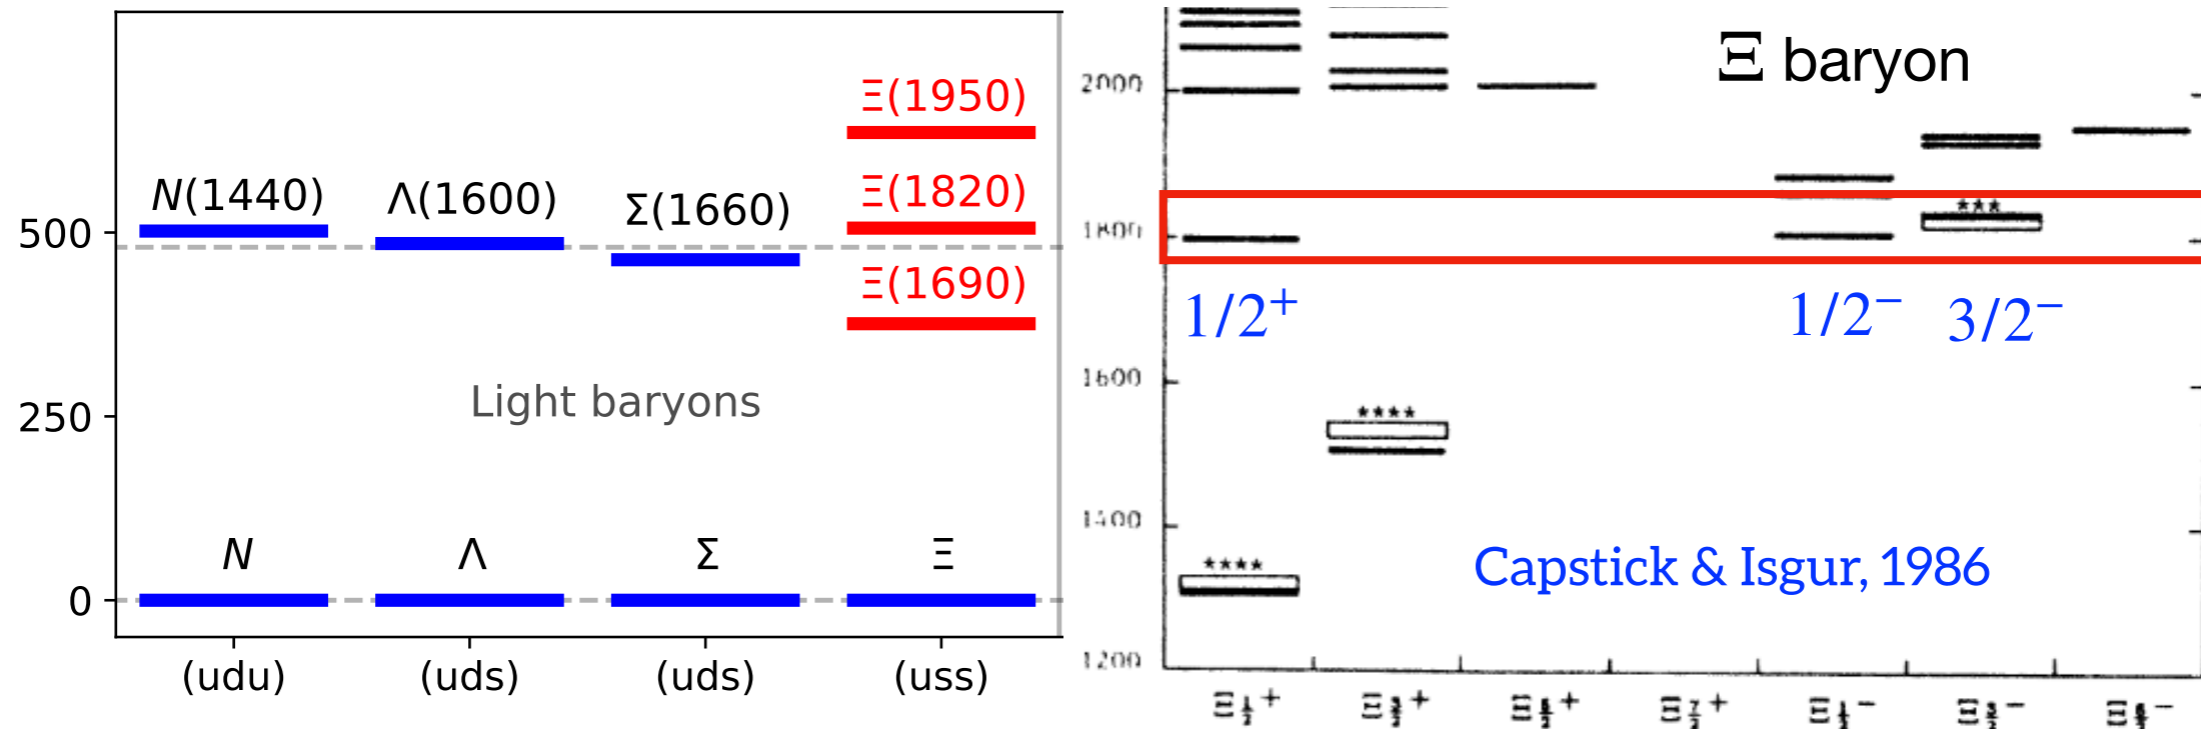 Ξ(1950)
Ξ(1820)
N(1440)
Λ(1600)
Σ(1660)
500
Ξ(1690)
250
Light baryons
N
Λ
Σ
Ξ
0
(udu)
(uds)
(uds)
(uss)
Ξ baryon
2000
***
1800
1/2⁺
1/2⁻
3/2⁻
1600
****
1400
****
Capstick & Isgur, 1986
1200